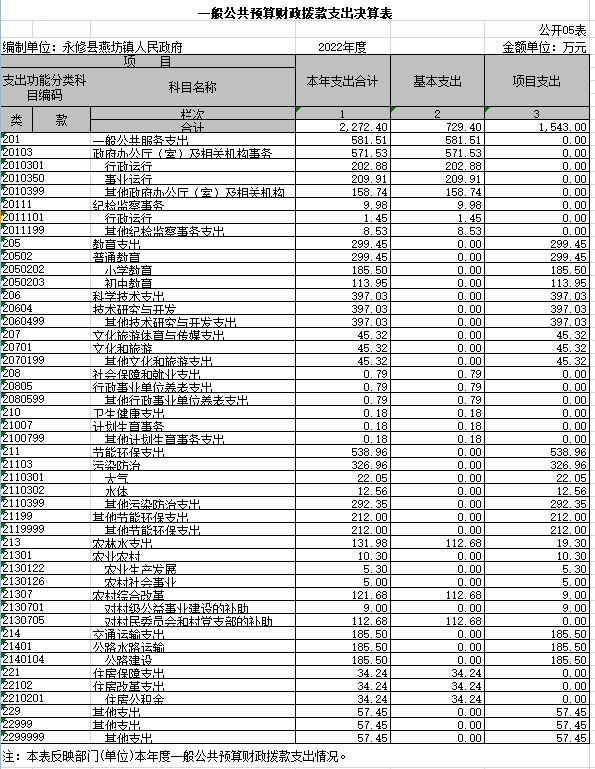 一般公共预算财政拨款支出决算表
公开05表
编制单位：永修县燕坊镇人民政府 2022年度 金额单位：万元
项 目 本年支出合计 基本支出 项目支出
支出功能分类科目编码 科目名称
类 款 栏次 1 2 3
合计 2,272.40 729.40 1,543.00
201 一般公共服务支出 581.51 581.51 0.00
20103 政府办公厅（室）及相关机构事务 571.53 571.53 0.00
2010301 行政运行 202.88 202.88 0.00
2010350 事业运行 209.91 209.91 0.00
2010399 其他政府办公厅（室）及相关机构 158.74 158.74 0.00
20111 纪检监察事务 9.98 9.98 0.00
2011101 行政运行 1.45 1.45 0.00
2011199 其他纪检监察事务支出 8.53 8.53 0.00
205 教育支出 299.45 0.00 299.45
20502 普通教育 299.45 0.00 299.45
2050202 小学教育 185.50 0.00 185.50
2050203 初中教育 113.95 0.00 113.95
206 科学技术支出 397.03 0.00 397.03
20604 技术研究与开发 397.03 0.00 397.03
2060499 其他技术研究与开发支出 397.03 0.00 397.03
207 文化旅游体育与传媒支出 45.32 0.00 45.32
20701 文化和旅游 45.32 0.00 45.32
2070199 其他文化和旅游支出 45.32 0.00 45.32
208 社会保障和就业支出 0.79 0.79 0.00
20805 行政事业单位养老支出 0.79 0.79 0.00
2080599 其他行政事业单位养老支出 0.79 0.79 0.00
210 卫生健康支出 0.18 0.18 0.00
21007 计划生育事务 0.18 0.18 0.00
2100799 其他计划生育事务支出 0.18 0.18 0.00
211 节能环保支出 538.96 0.00 538.96
21103 污染防治 326.96 0.00 326.96
2110301 大气 22.05 0.00 22.05
2110302 水体 12.56 0.00 12.56
2110399 其他污染防治支出 292.35 0.00 292.35
21199 其他节能环保支出 212.00 0.00 212.00
2119999 其他节能环保支出 212.00 0.00 212.00
213 农林水支出 131.98 112.68 19.30
21301 农业农村 10.30 0.00 10.30
2130122 农业生产发展 5.30 0.00 5.30
2130126 农村社会事业 5.00 0.00 5.00
21307 农村综合改革 121.68 112.68 9.00
2130701 对村级公益事业建设的补助 9.00 0.00 9.00
2130705 对村民委员会和村党支部的补助 112.68 112.68 0.00
214 交通运输支出 185.50 0.00 185.50
21401 公路水路运输 185.50 0.00 185.50
2140104 公路建设 185.50 0.00 185.50
221 住房保障支出 34.24 34.24 0.00
22102 住房改革支出 34.24 34.24 0.00
2210201 住房公积金 34.24 34.24 0.00
229 其他支出 57.45 0.00 57.45
22999 其他支出 57.45 0.00 57.45
2299999 其他支出 57.45 0.00 57.45
注：本表反映部门(单位)本年度一般公共预算财政拨款支出情况。